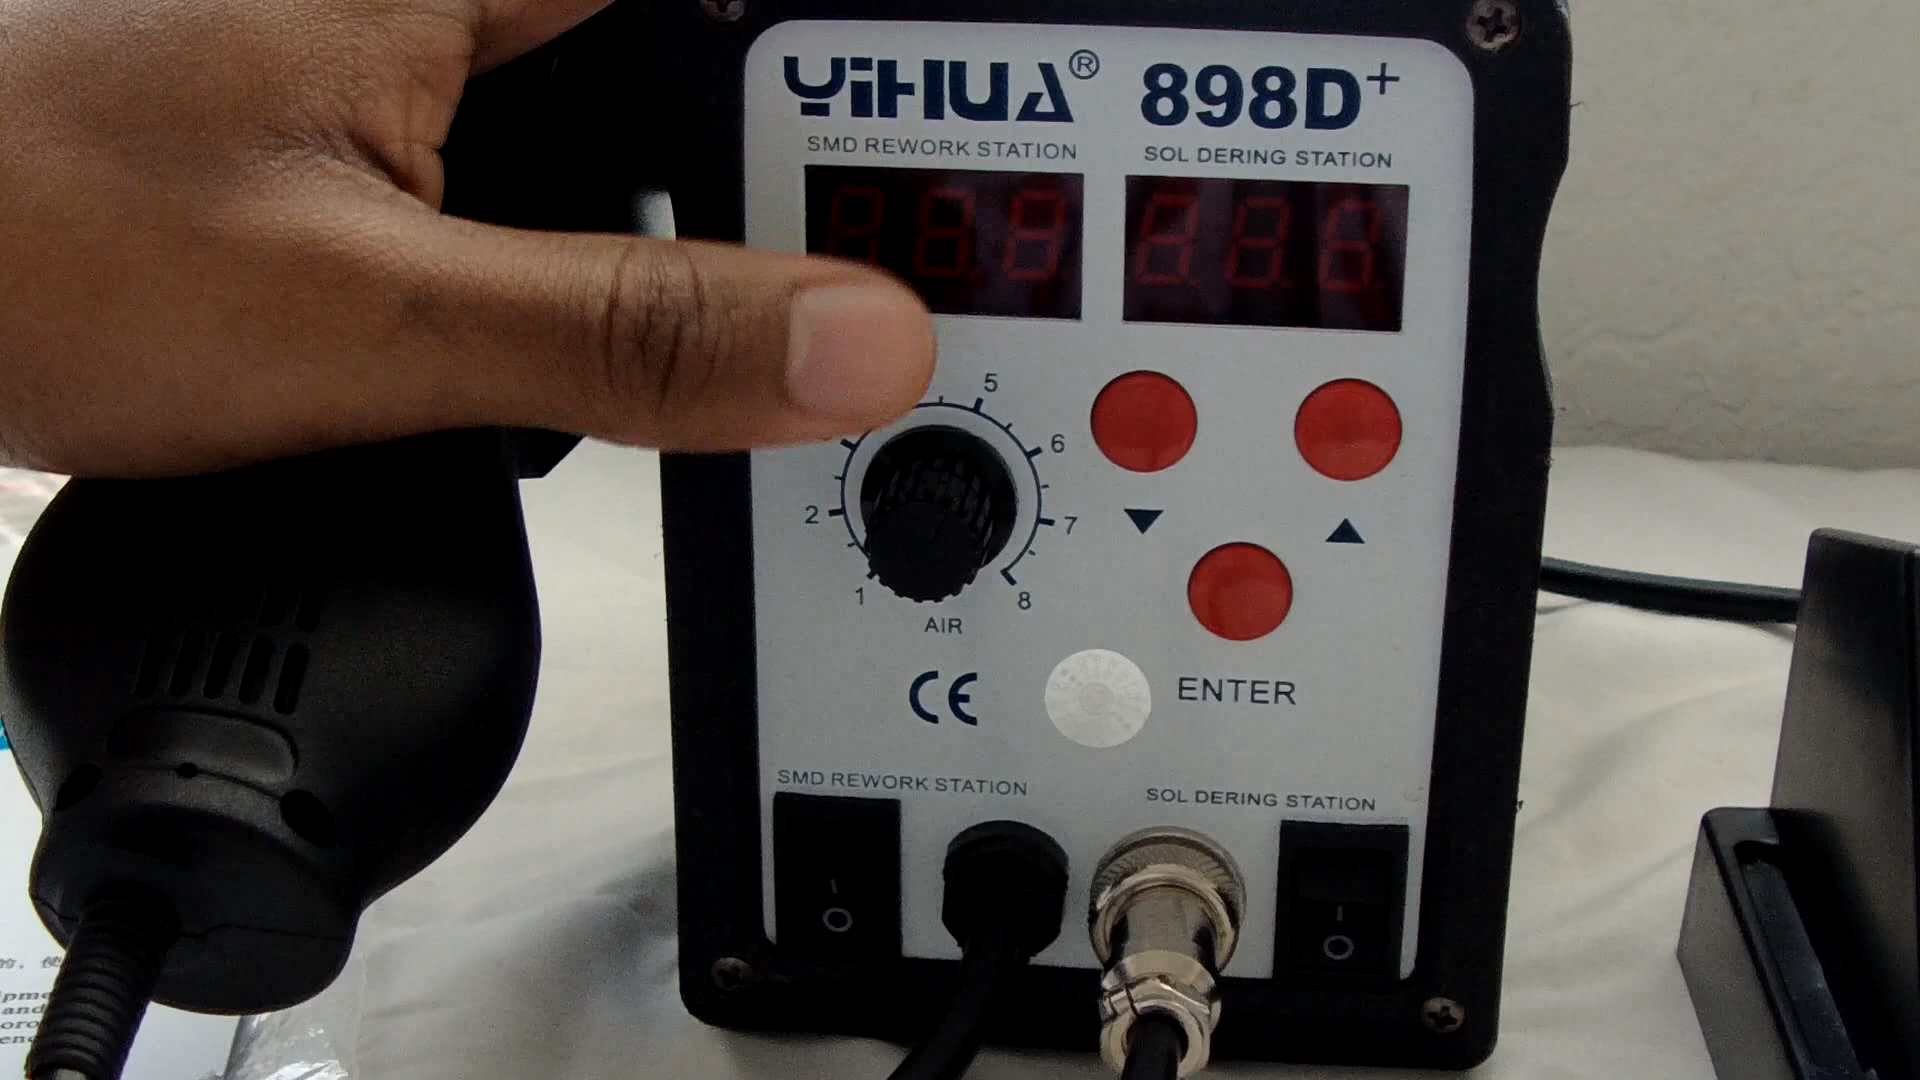 YiHUA® 898D+
SMD REWORK STATION
SOL DERING STATION
5
6
2
7
1
8
AIR
CE
ENTER
SMD REWORK STATION
SOL DERING STATION
and